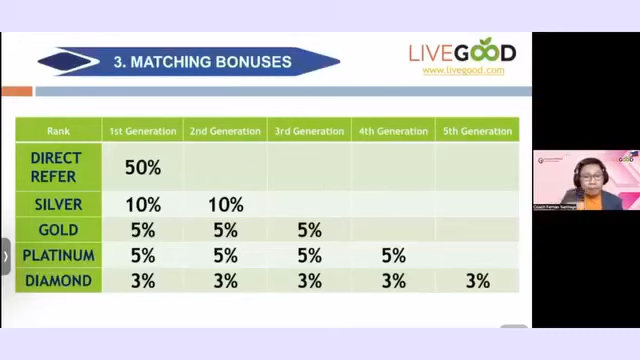 3. MATCHING BONUSES
LIVEGOOD
www.livegood.com
Rank 1st Generation 2nd Generation 3rd Generation 4th Generation 5th Generation
DIRECT REFER 50%
SILVER 10% 10%
GOLD 5% 5% 5%
PLATINUM 5% 5% 5% 5%
DIAMOND 3% 3% 3% 3% 3%